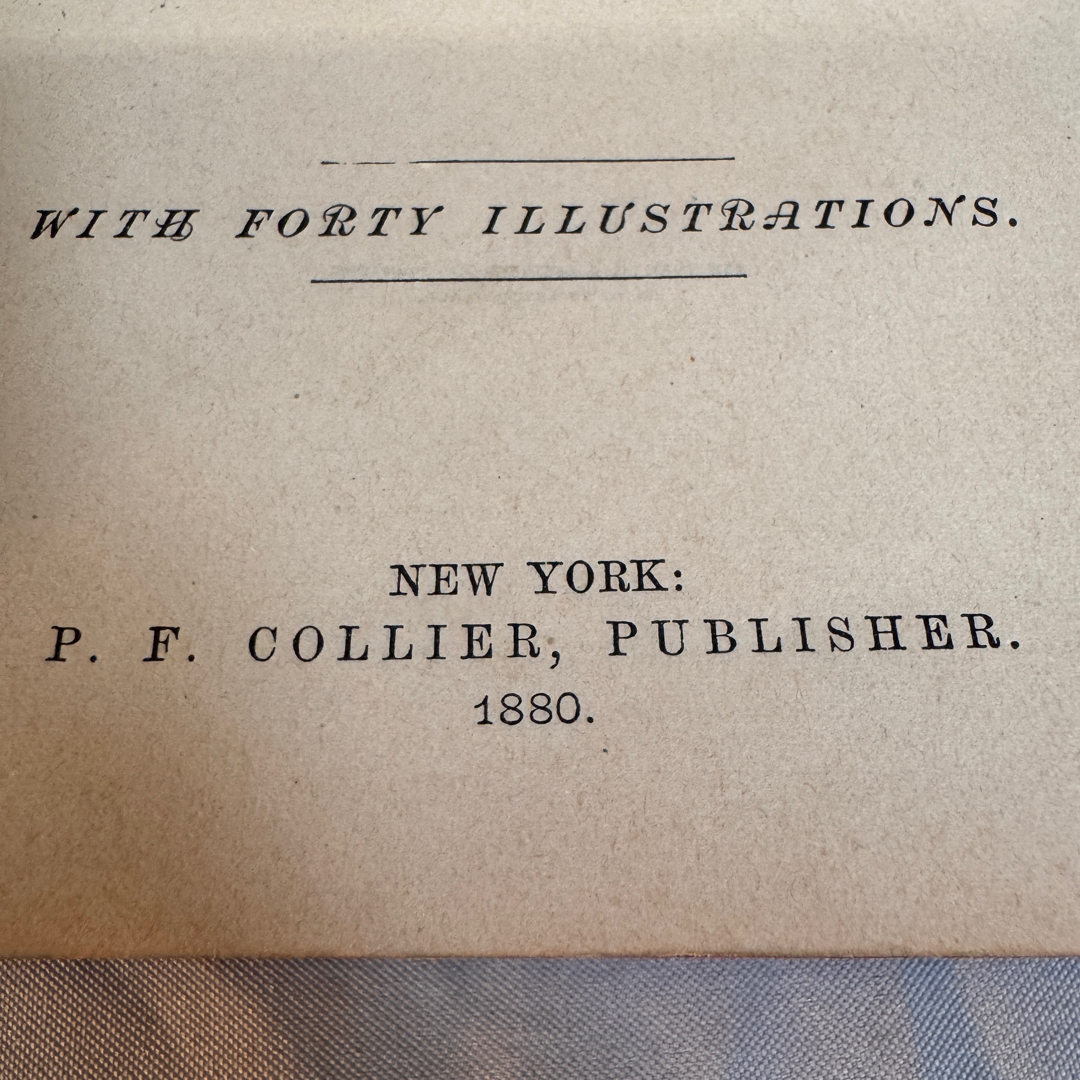 WITH FORTY ILLUSTRATIONS.
NEW YORK:
P. F. COLLIER, PUBLISHER.
1880.